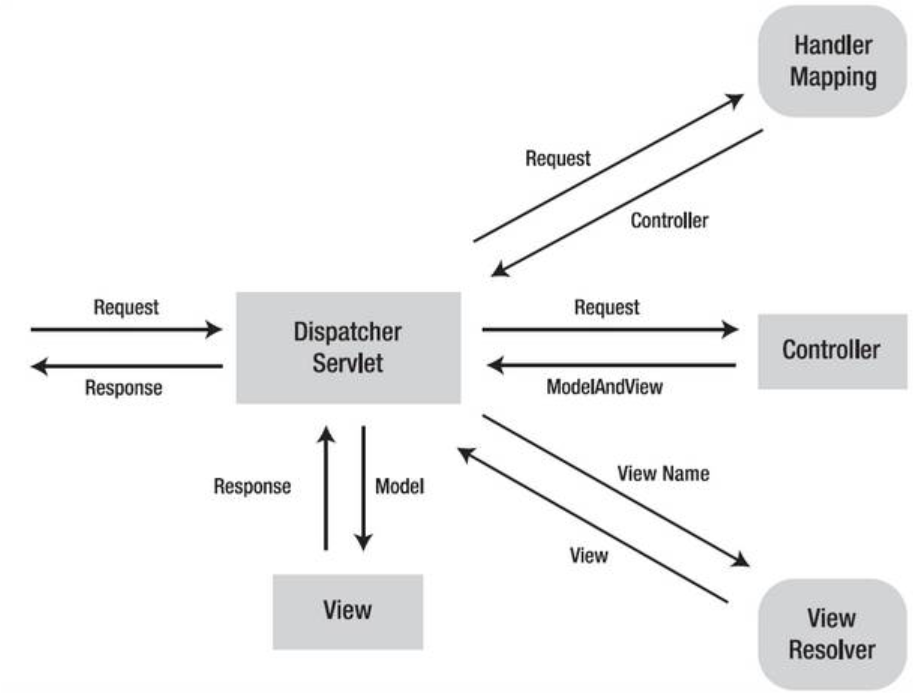 Handler
Mapping
Request
Controller
Request
Response
Dispatcher
Servlet
Request
ModelAndView
Controller
Response
Model
View Name
View
View
View
Resolver